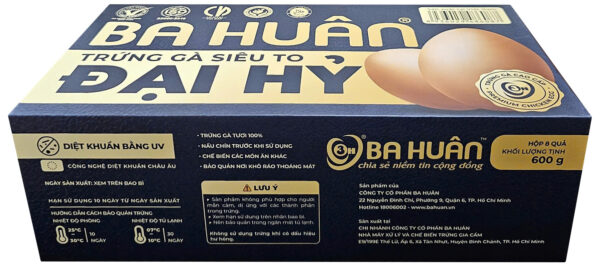 BA HUÂN®
TRỨNG GÀ SIÊU TO
ĐẠI HỶ
TRỨNG GÀ CAO CẤP
PREMIUM CHICKEN EGG
DIỆT KHUẨN BẰNG UV
CÔNG NGHỆ DIỆT KHUẨN CHÂU ÂU
NGÀY SẢN XUẤT: XEM TRÊN BAO BÌ
HẠN SỬ DỤNG 10 NGÀY TỪ NGÀY SẢN XUẤT
HƯỚNG DẪN CÁCH BẢO QUẢN TRỨNG
NHIỆT ĐỘ PHÒNG
25°C
30°C
10
NGÀY
NHIỆT ĐỘ TỦ LẠNH
07°C
10°C
30
NGÀY
• TRỨNG GÀ TƯƠI 100%
• NẤU CHÍN TRƯỚC KHI SỬ DỤNG
• CHẾ BIẾN CÁC MÓN ĂN KHÁC
• BẢO QUẢN NƠI KHÔ RÁO THOÁNG MÁT
LƯU Ý
• Sản phẩm không phù hợp cho người
mẫn cảm, dị ứng với các thành phần
trong trứng.
• Xem hạn sử dụng trên nhãn bao bì.
• Nên bảo quản trong ngăn mát tủ lạnh.
Không sử dụng trứng khi có dấu hiệu
hư hỏng.
3H
BA HUÂN™
chia sẻ niềm tin cộng đồng
HỘP 8 QUẢ
KHỐI LƯỢNG TỊNH
600 g
Sản phẩm của
CÔNG TY CỔ PHẦN BA HUÂN
22 Nguyễn Đình Chi, Phường 9, Quận 6, TP. Hồ Chí Minh
Hotline 18006002 - www.bahuan.vn
Sản xuất tại
CHI NHÁNH CÔNG TY CỔ PHẦN BA HUÂN
NHÀ MÁY XỬ LÝ VÀ CHẾ BIẾN TRỨNG GIA CẦM
E9/199E Thế Lữ, Ấp 6, Xã Tân Nhựt, Huyện Bình Chánh, TP. Hồ Chí Minh